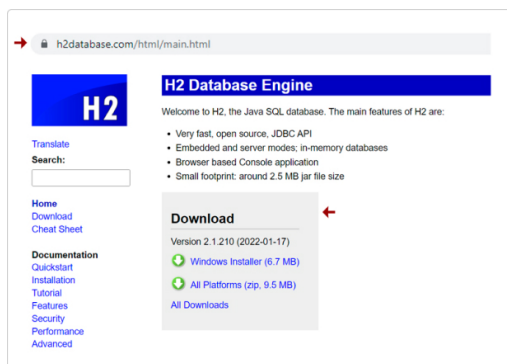 h2database.com/html/main.html
H2
Translate
Search:
Home
Download
Cheat Sheet
Documentation
Quickstart
Installation
Tutorial
Features
Security
Performance
Advanced
H2 Database Engine
Welcome to H2, the Java SQL database. The main features of H2 are:
• Very fast, open source, JDBC API
• Embedded and server modes; in-memory databases
• Browser based Console application
• Small footprint: around 2.5 MB jar file size
Download
Version 2.1.210 (2022-01-17)
Windows Installer (6.7 MB)
All Platforms (zip, 9.5 MB)
All Downloads